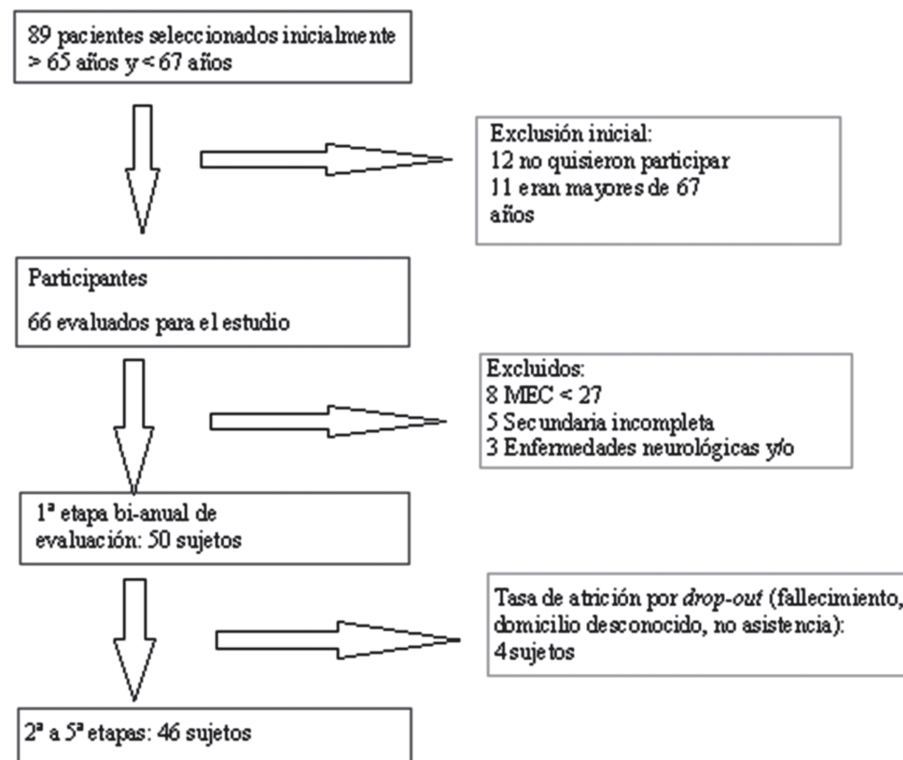 89 pacientes seleccionados inicialmente
> 65 años y < 67 años
Exclusión inicial:
12 no quisieron participar
11 eran mayores de 67
años
Participantes
66 evaluados para el estudio
Excluidos:
8 MEC < 27
5 Secundaria incompleta
3 Enfermedades neurológicas y/o
1ª etapa bi-anual de
evaluación: 50 sujetos
Tasa de atrición por drop-out (fallecimiento,
domicilio desconocido, no asistencia):
4 sujetos
2ª a 5ª etapas: 46 sujetos